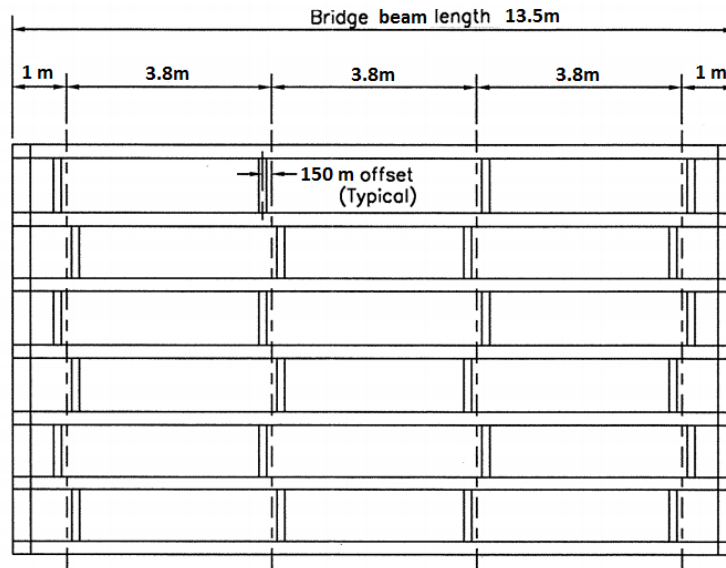 Bridge beam length 13.5m
1 m 3.8m 3.8m 3.8m 1 m
150 m offset
(Typical)